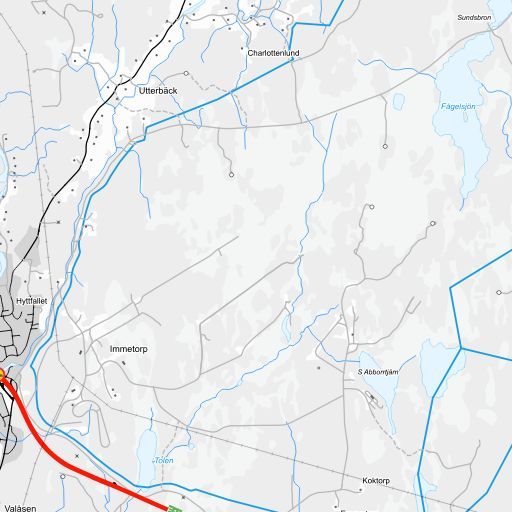 Sundsbron
Charlottenlund
Utterbäck
Fågelsjön
Hyttfallet
Immetorp
S Abborrtjärn
Tolen
Koktorp
Valåsen